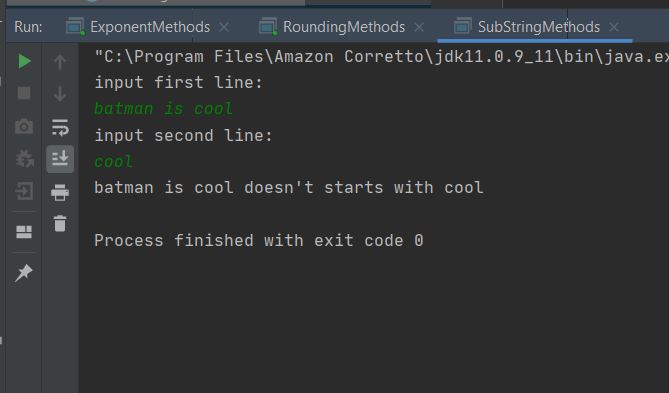 Run: ExponentMethods RoundingMethods SubStringMethods
"C:\Program Files\Amazon Corretto\jdk11.0.9_11\bin\java.ex
input first line:
batman is cool
input second line:
cool
batman is cool doesn't starts with cool
Process finished with exit code 0